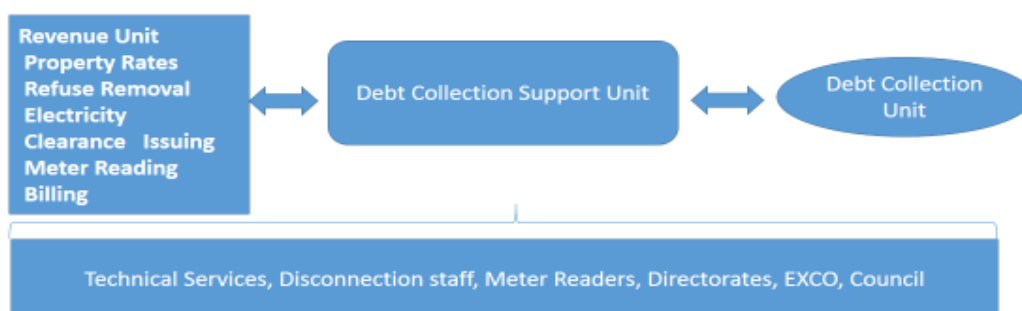 Revenue Unit
Property Rates
Refuse Removal
Electricity
Clearance Issuing
Meter Reading
Billing
Debt Collection Support Unit
Debt Collection
Unit
Technical Services, Disconnection staff, Meter Readers, Directorates, EXCO, Council